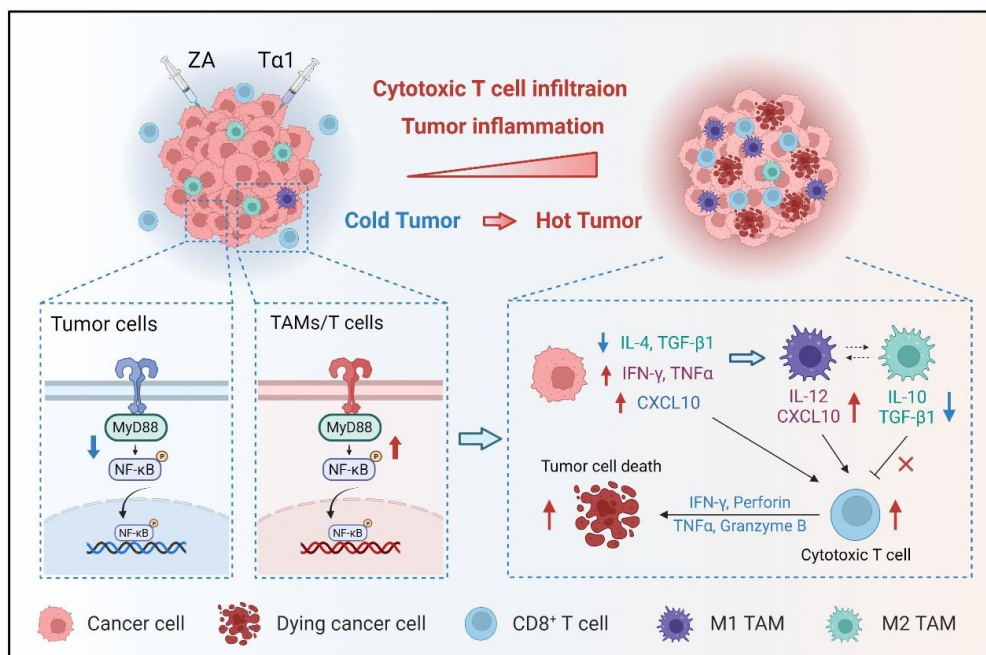 ZA
Tα1
Cytotoxic T cell infiltraion
Tumor inflammation
Cold Tumor
Hot Tumor
Tumor cells
MyD88
NF-κB
P
NF-κB
P
TAMs/T cells
MyD88
NF-κB
P
NF-κB
P
IL-4, TGF-β1
IFN-γ, TNFα
CXCL10
IL-12
CXCL10
IL-10
TGF-β1
Tumor cell death
IFN-γ, Perforin
TNFα, Granzyme B
Cytotoxic T cell
Cancer cell
Dying cancer cell
CD8⁺ T cell
M1 TAM
M2 TAM